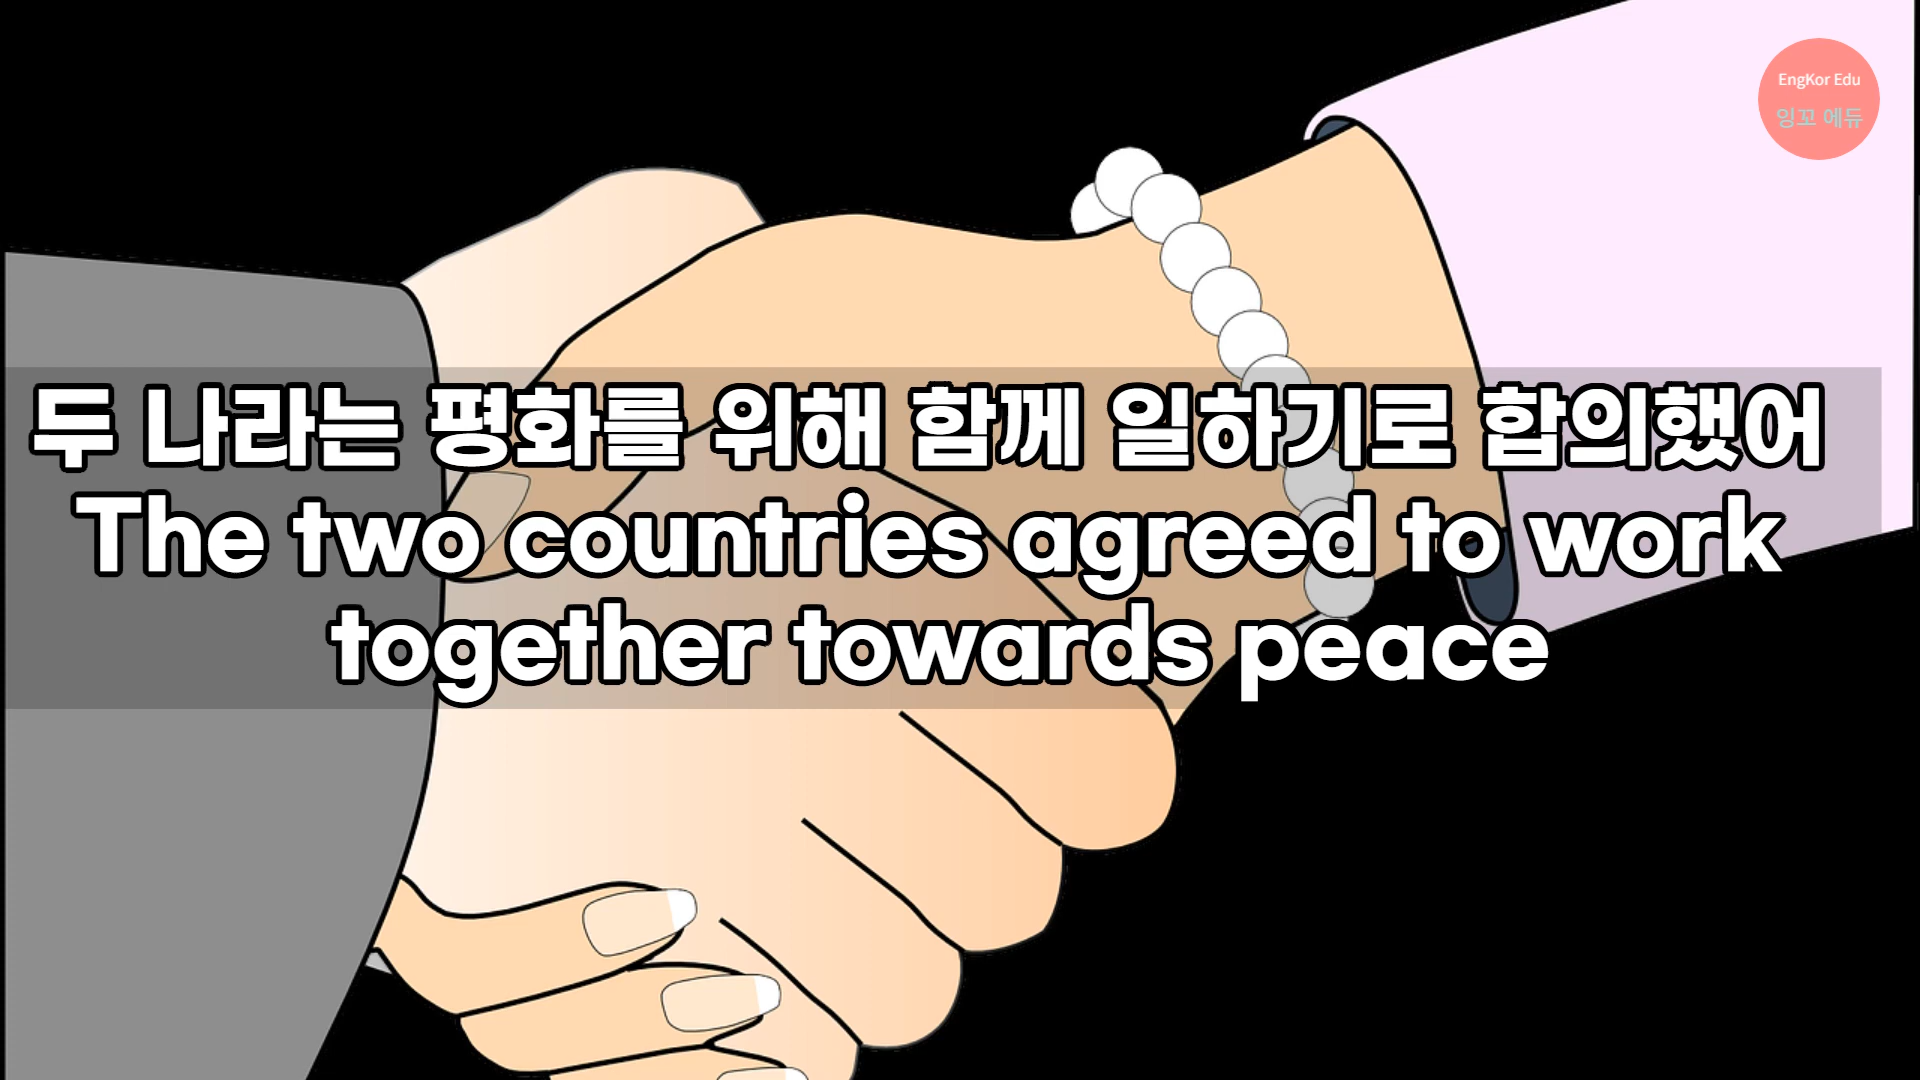 EngKor Edu
잉꼬 에듀
두 나라는 평화를 위해 함께 일하기로 합의했어
The two countries agreed to work
together towards peace